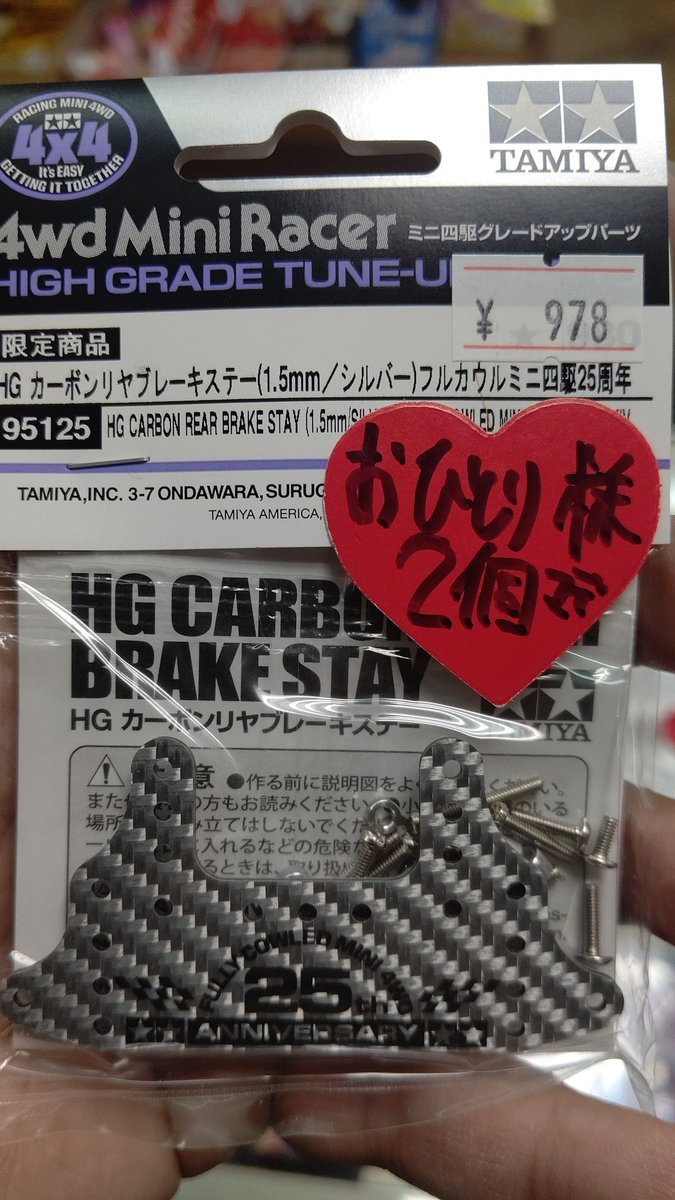 RACING MINI 4WD
4x4
It's EASY
GETTING IT TOGETHER
TAMIYA
4wd Mini Racer ミニ四駆グレードアップパーツ
HIGH GRADE TUNE-U
¥ 978
限定商品
HG カーボンリヤブレーキステー(1.5mm/シルバー)フルカウルミニ四駆25周年
95125 HG CARBON REAR BRAKE STAY (1.5mm
TAMIYA, INC. 3-7 ONDAWARA, SURUG
TAMIYA AMERICA,
おひとり様
2個まで
HG CARBON
BRAKE STAY
HG カーボンリヤブレーキステー
●作る前に説明図をよ
の方もお読みください
場所
み立てはしないでくだ
入れるなどの危険な
るときは、取り扱
FULLY COWLED MINI 4WD
25th
ANNIVERSARY